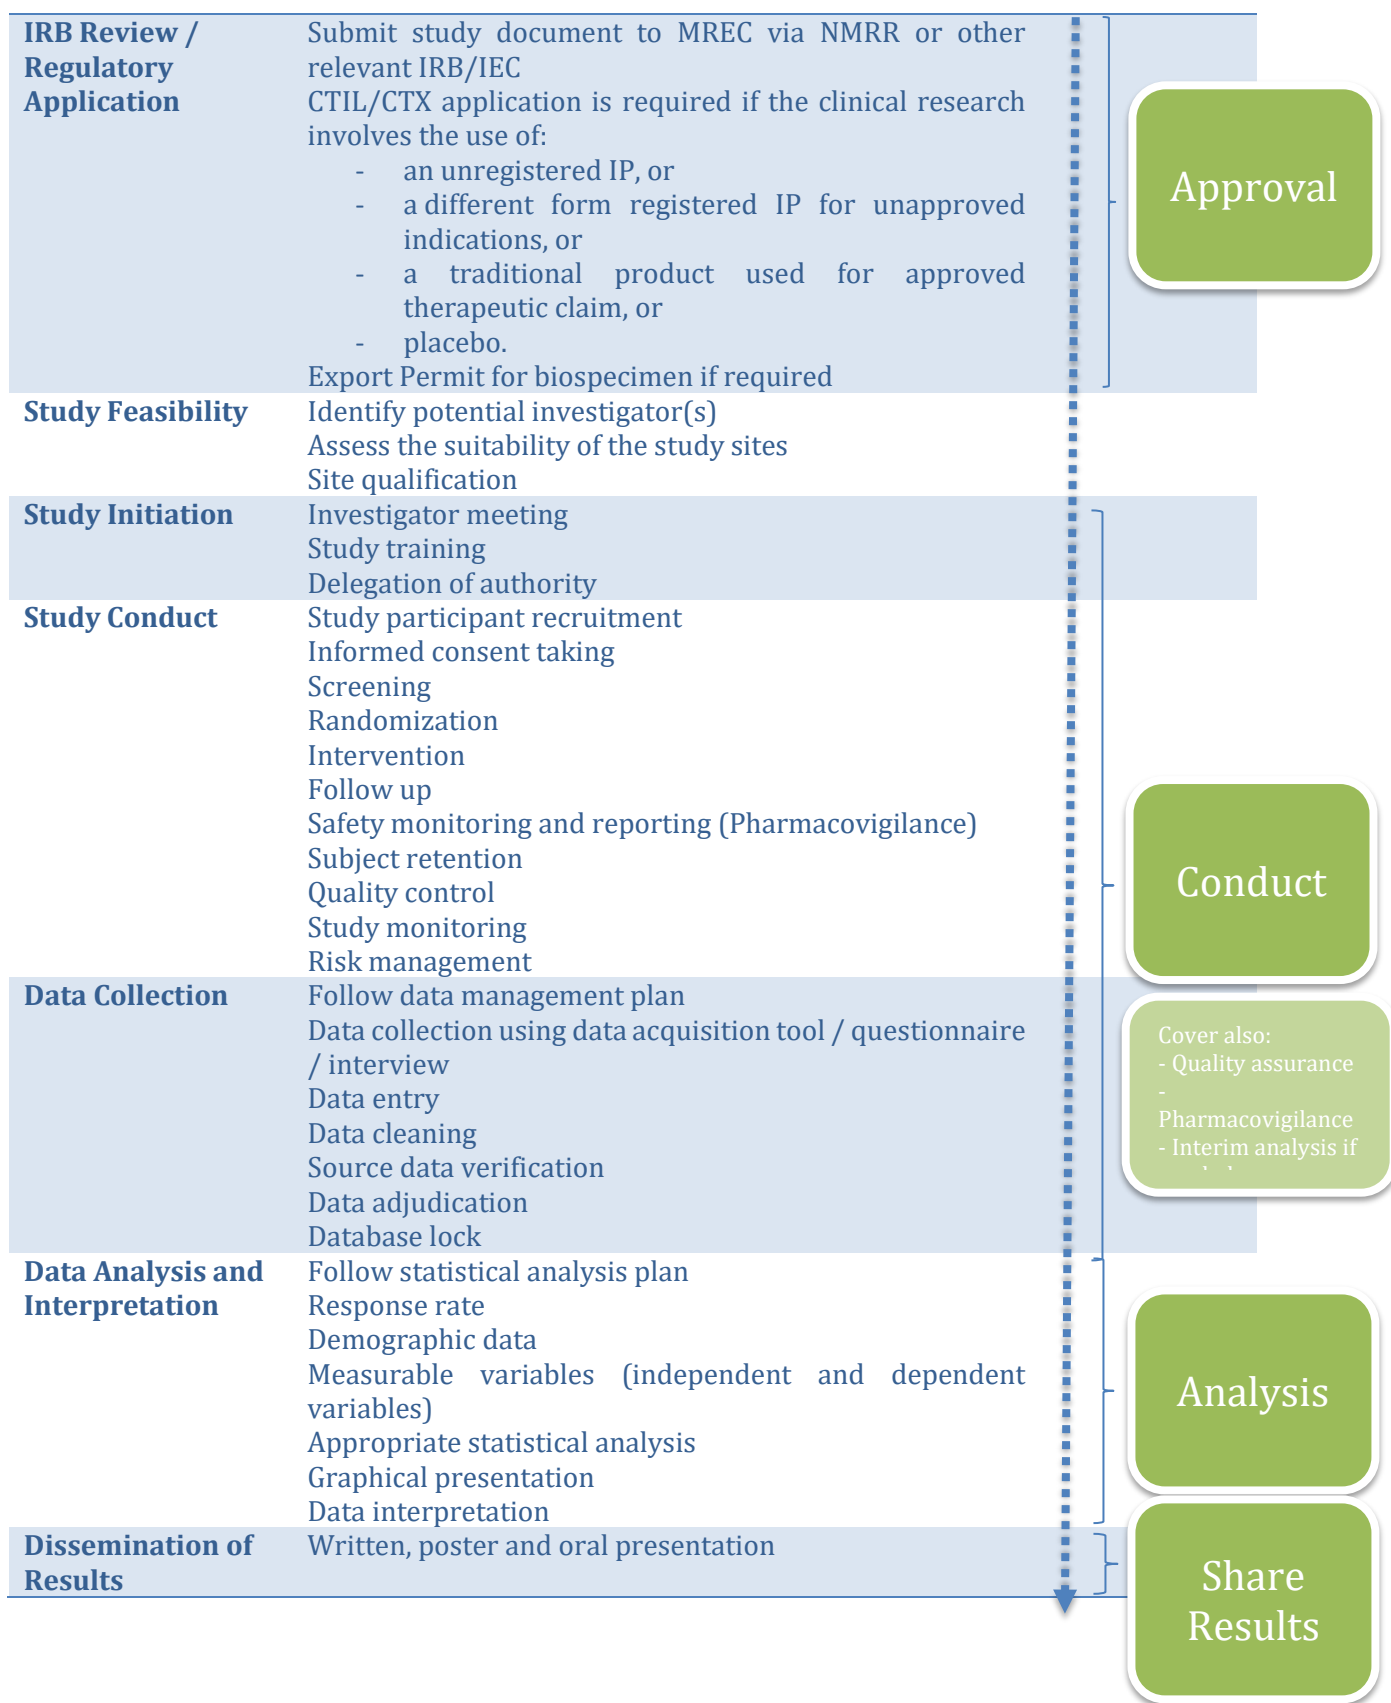 IRB Review /
Regulatory
Application
Submit study document to MREC via NMRR or other
relevant IRB/IEC
CTIL/CTX application is required if the clinical research
involves the use of:
- an unregistered IP, or
- a different form registered IP for unapproved
indications, or
- a traditional product used for approved
therapeutic claim, or
- placebo.
Export Permit for biospecimen if required
Approval
Study Feasibility
Identify potential investigator(s)
Assess the suitability of the study sites
Site qualification
Study Initiation
Investigator meeting
Study training
Delegation of authority
Study Conduct
Study participant recruitment
Informed consent taking
Screening
Randomization
Intervention
Follow up
Safety monitoring and reporting (Pharmacovigilance)
Subject retention
Quality control
Study monitoring
Risk management
Conduct
Data Collection
Follow data management plan
Data collection using data acquisition tool / questionnaire
/ interview
Data entry
Data cleaning
Source data verification
Data adjudication
Database lock
Cover also:
- Quality assurance
-
Pharmacovigilance
- Interim analysis if
Data Analysis and
Interpretation
Follow statistical analysis plan
Response rate
Demographic data
Measurable variables (independent and dependent
variables)
Appropriate statistical analysis
Graphical presentation
Data interpretation
Analysis
Dissemination of
Results
Written, poster and oral presentation
Share
Results